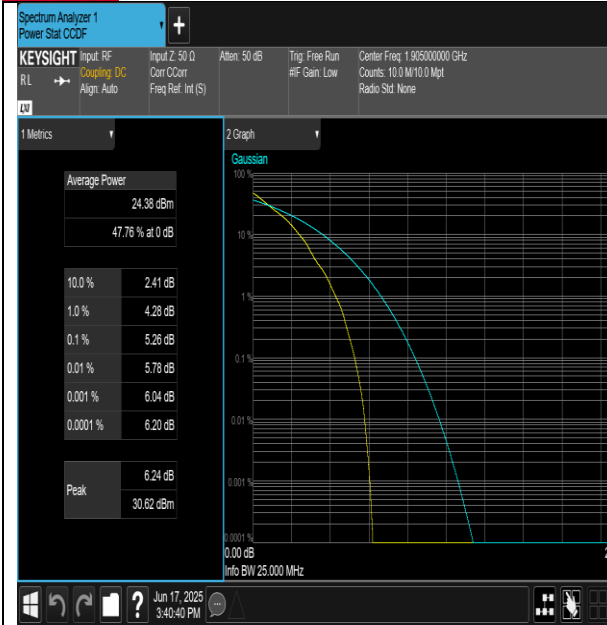 Spectrum Analyzer 1
Power Stat CCDF
+
KEYSIGHT
RL
LXI
Input: RF
Coupling: DC
Align: Auto
Input Z: 50 Ω
Corr CCorr
Freq Ref: Int (S)
Atten: 50 dB
Trig: Free Run
#IF Gain: Low
Center Freq: 1.905000000 GHz
Counts: 10.0 M/10.0 Mpt
Radio Std: None
1 Metrics
Average Power
24.38 dBm
47.76 % at 0 dB
10.0 % 2.41 dB
1.0 % 4.28 dB
0.1 % 5.26 dB
0.01 % 5.78 dB
0.001 % 6.04 dB
0.0001 % 6.20 dB
Peak
6.24 dB
30.62 dBm
2 Graph
Gaussian
100 %
10 %
1 %
0.1 %
0.01 %
0.001 %
0.0001 %
0.00 dB
Info BW 25.000 MHz
?
Jun 17, 2025
3:40:40 PM